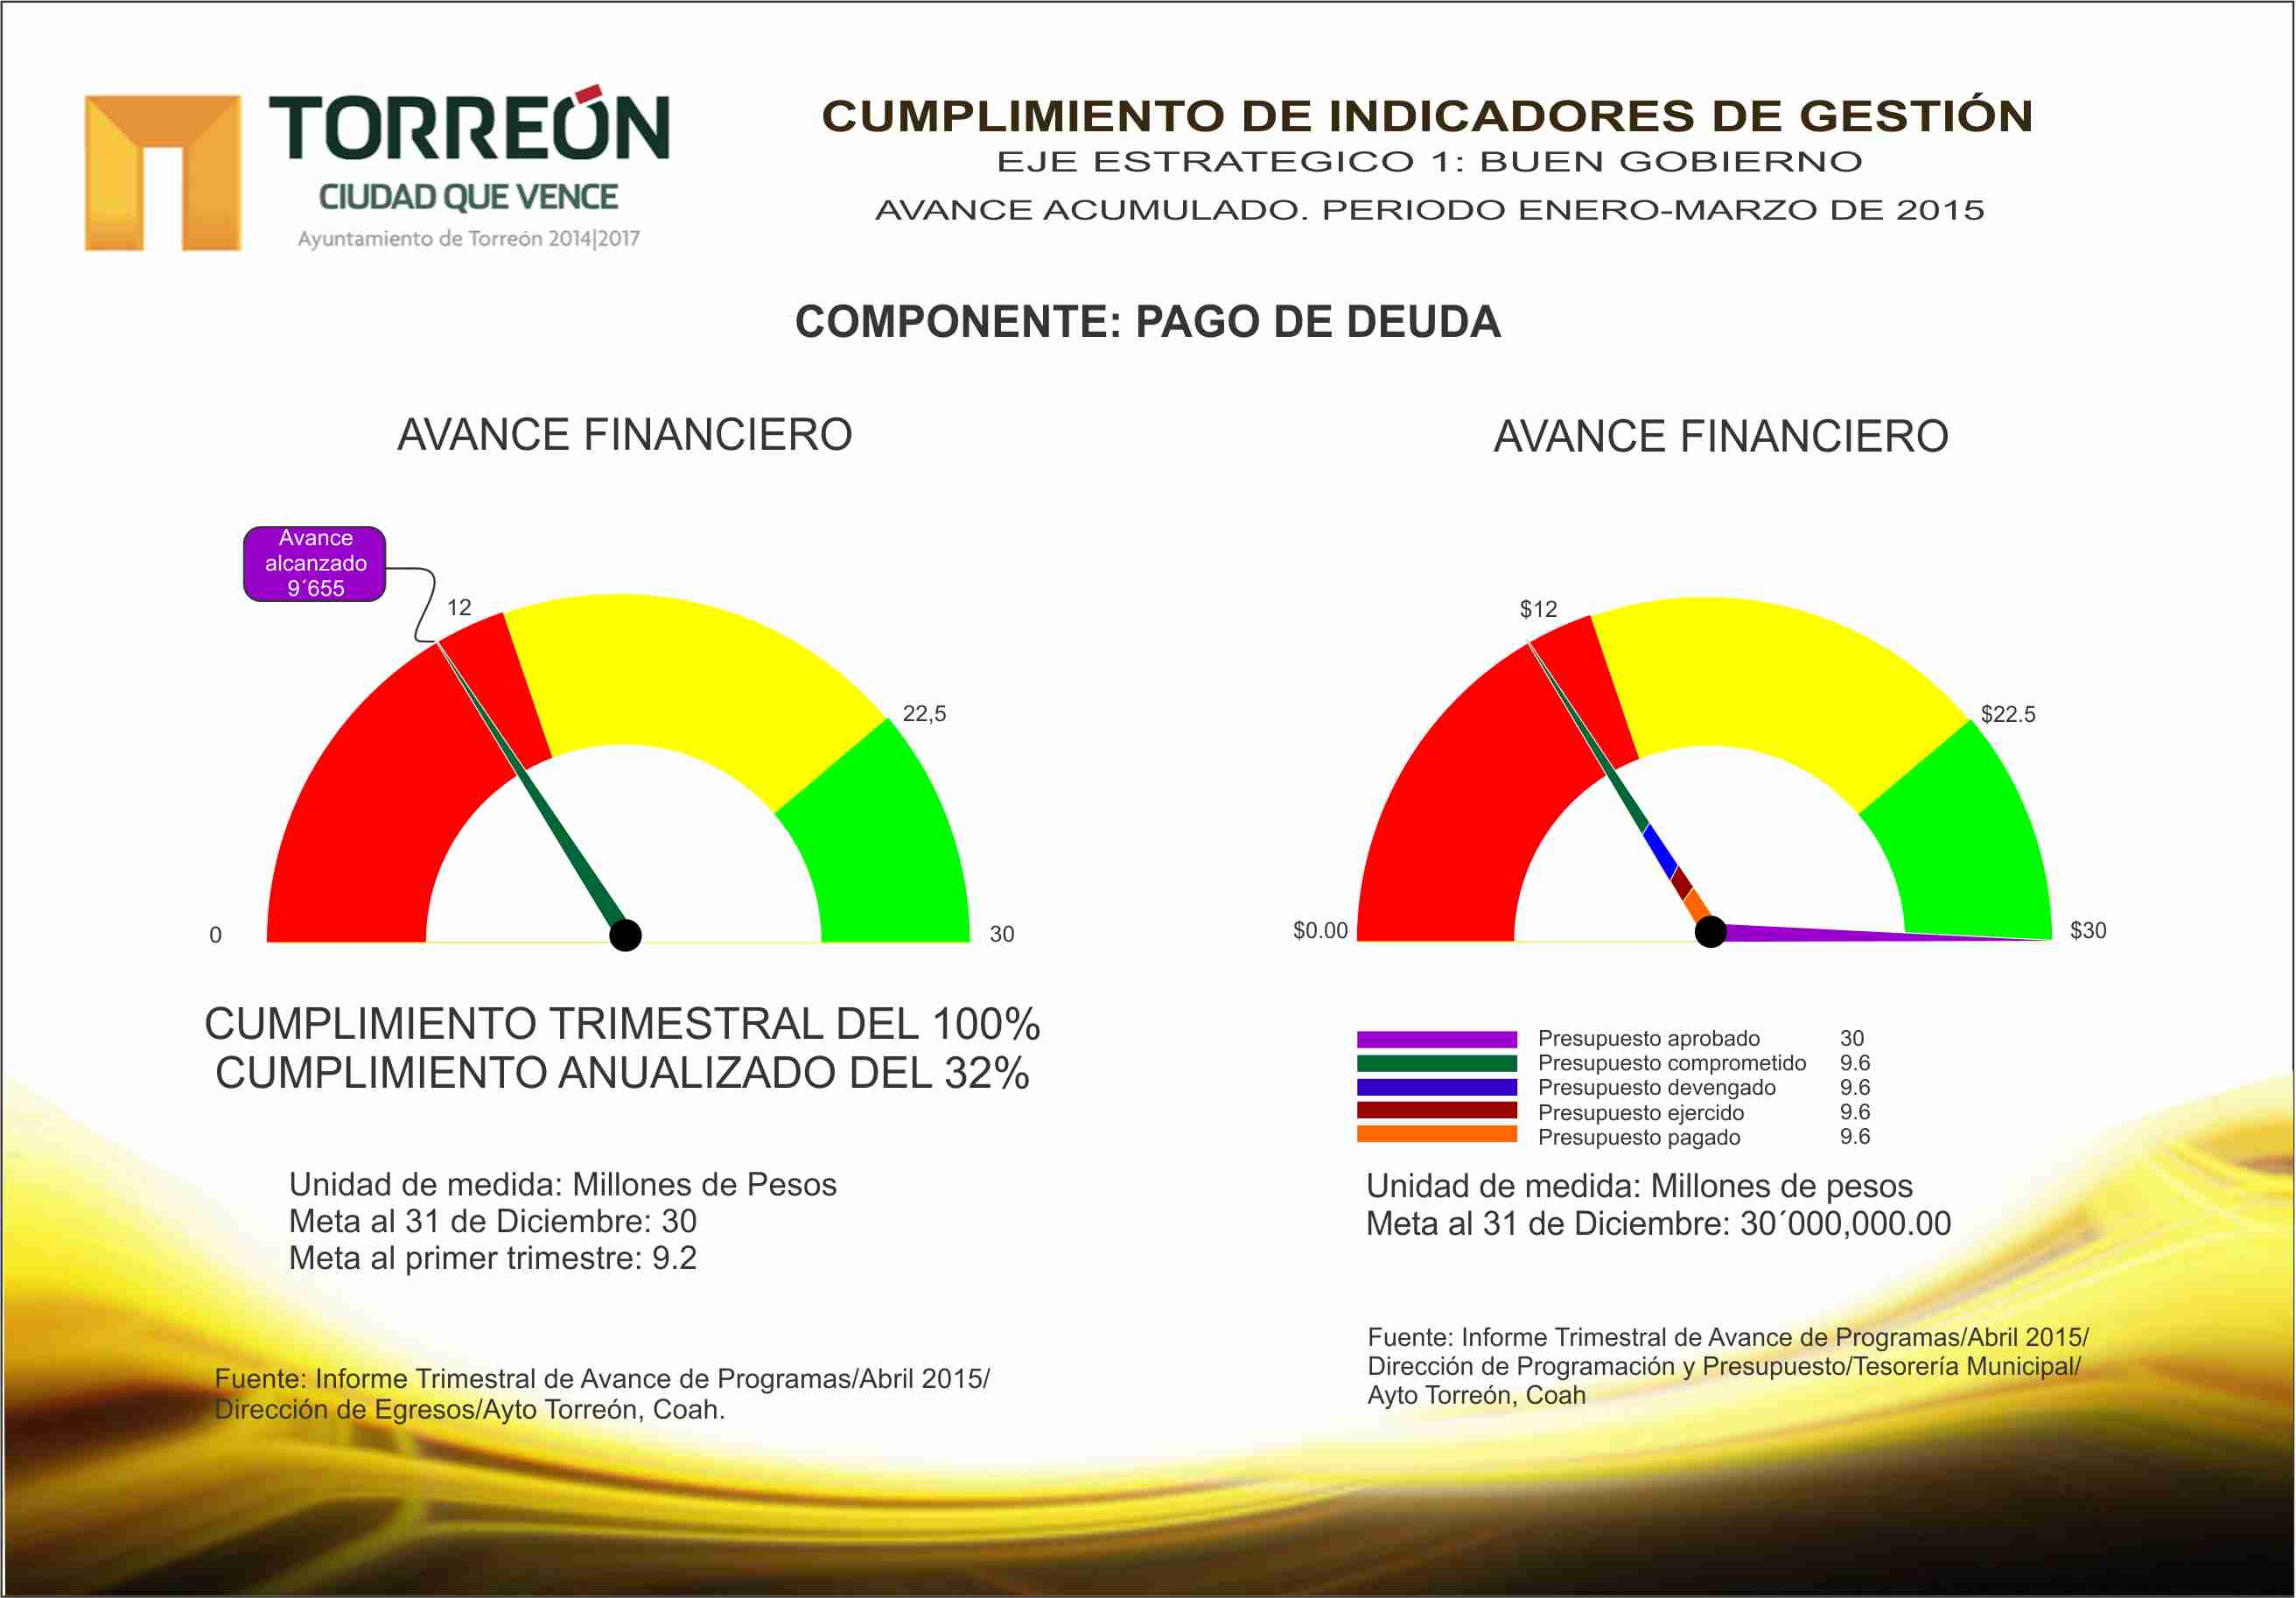 TORREÓN
CIUDAD QUE VENCE
Ayuntamiento de Torreón 2014|2017
CUMPLIMIENTO DE INDICADORES DE GESTIÓN
EJE ESTRATEGICO 1: BUEN GOBIERNO
AVANCE ACUMULADO. PERIODO ENERO-MARZO DE 2015
COMPONENTE: PAGO DE DEUDA
AVANCE FINANCIERO
Avance
alcanzado
9´655
12
22,5
0
30
CUMPLIMIENTO TRIMESTRAL DEL 100%
CUMPLIMIENTO ANUALIZADO DEL 32%
Unidad de medida: Millones de Pesos
Meta al 31 de Diciembre: 30
Meta al primer trimestre: 9.2
Fuente: Informe Trimestral de Avance de Programas/Abril 2015/
Dirección de Egresos/Ayto Torreón, Coah.
AVANCE FINANCIERO
$12
$22.5
$0.00
$30
Presupuesto aprobado 30
Presupuesto comprometido 9.6
Presupuesto devengado 9.6
Presupuesto ejercido 9.6
Presupuesto pagado 9.6
Unidad de medida: Millones de pesos
Meta al 31 de Diciembre: 30´000,000.00
Fuente: Informe Trimestral de Avance de Programas/Abril 2015/
Dirección de Programación y Presupuesto/Tesorería Municipal/
Ayto Torreón, Coah